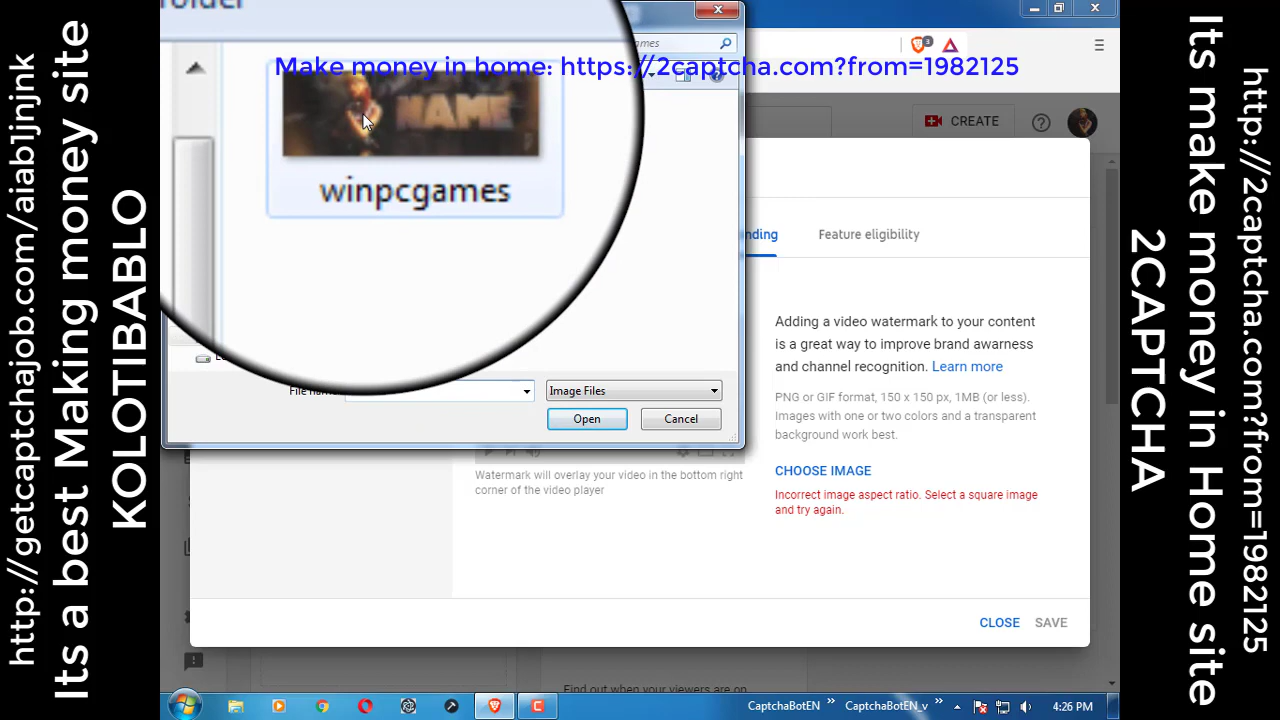 http://getcaptchajob.com/aiabljnjnk
Its a best Making money site
KOLOTIBABLO
Make money in home: https://2captcha.com?from=1982125
NAME
winpcgames
File name
Image Files
Open
Cancel
3
CREATE
Feature eligibility
Adding a video watermark to your content
is a great way to improve brand awarness
and channel recognition. Learn more
PNG or GIF format, 150 x 150 px, 1MB (or less).
Images with one or two colors and a transparent
background work best.
CHOOSE IMAGE
Incorrect image aspect ratio. Select a square image
and try again.
Watermark will overlay your video in the bottom right
corner of the video player
CLOSE
SAVE
Find out when your viewers are on
CaptchaBotEN
CaptchaBotEN_v
4:26 PM
Its make money in Home site
2CAPTCHA
htttp://2captcha.com?from=1982125